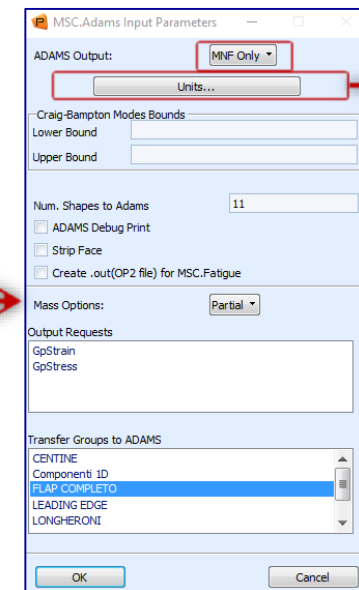 MSC.Adams Input Parameters
ADAMS Output:
MNF Only
Units...
Craig-Bampton Modes Bounds
Lower Bound
Upper Bound
Num. Shapes to Adams
11
ADAMS Debug Print
Strip Face
Create .out(OP2 file) for MSC.Fatigue
Mass Options:
Partial
Output Requests
GpStrain
GpStress
Transfer Groups to ADAMS
CENTINE
Componenti 1D
FLAP COMPLETO
LEADING EDGE
LONGHERONI
OK
Cancel